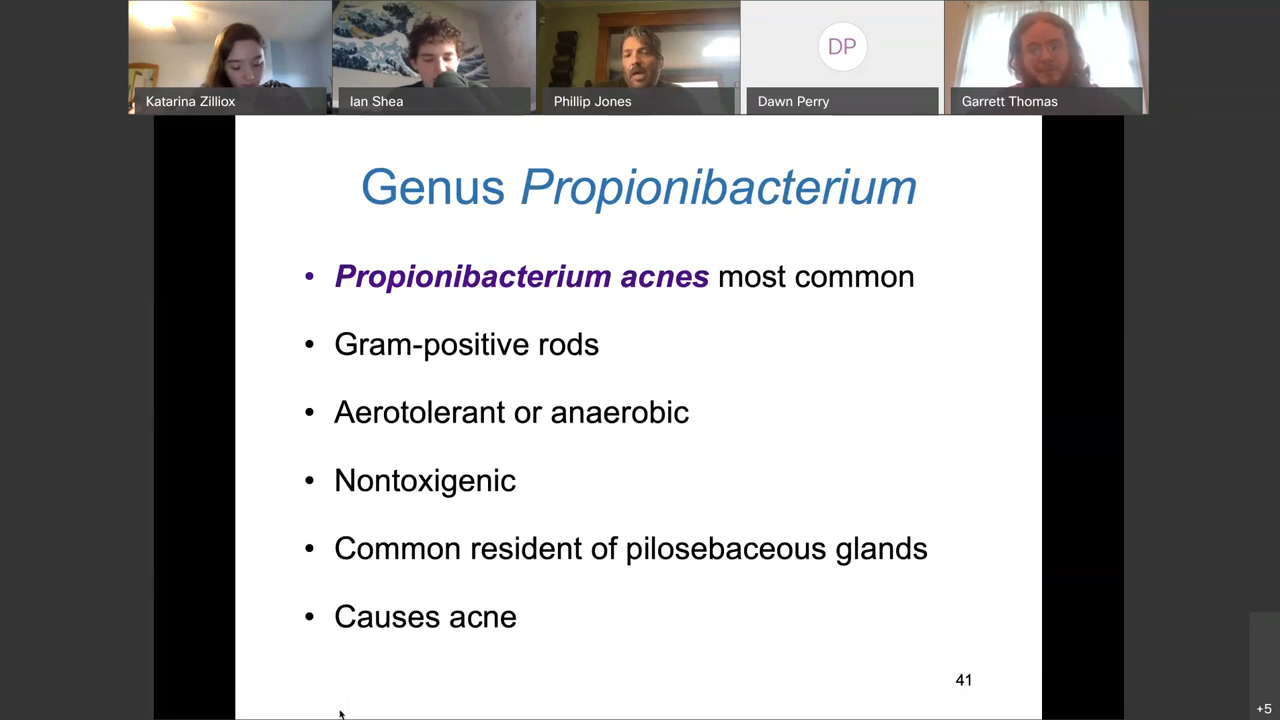 Katarina Zilliox
Ian Shea
Phillip Jones
DP
Dawn Perry
Garrett Thomas
Genus Propionibacterium
• Propionibacterium acnes most common
• Gram-positive rods
• Aerotolerant or anaerobic
• Nontoxigenic
• Common resident of pilosebaceous glands
• Causes acne
41
+5